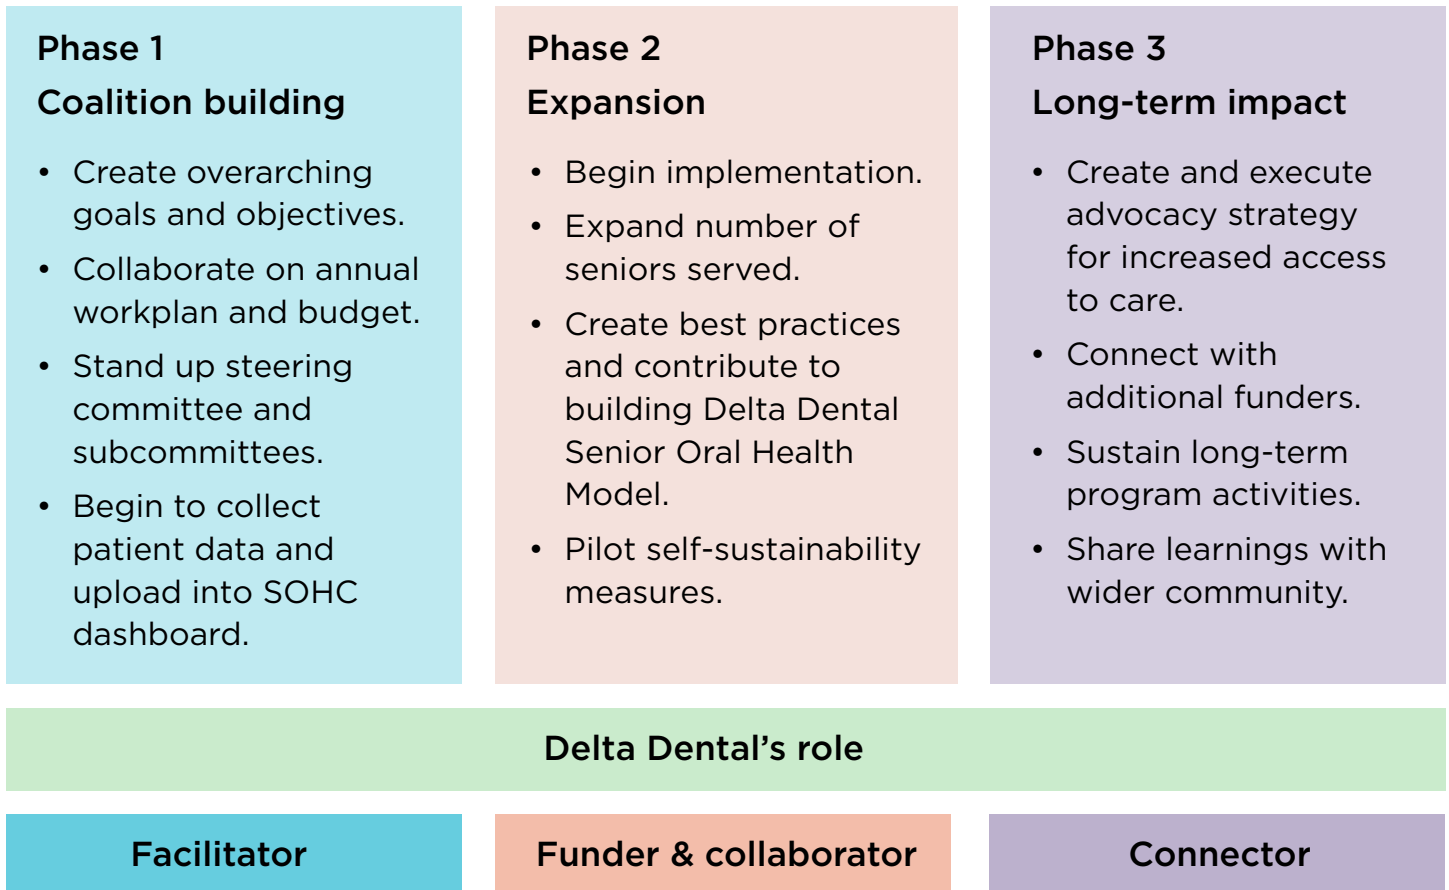 Phase 1
Coalition building
• Create overarching
goals and objectives.
• Collaborate on annual
workplan and budget.
• Stand up steering
committee and
subcommittees.
• Begin to collect
patient data and
upload into SOHC
dashboard.
Phase 2
Expansion
• Begin implementation.
• Expand number of
seniors served.
• Create best practices
and contribute to
building Delta Dental
Senior Oral Health
Model.
• Pilot self-sustainability
measures.
Phase 3
Long-term impact
• Create and execute
advocacy strategy
for increased access
to care.
• Connect with
additional funders.
• Sustain long-term
program activities.
• Share learnings with
wider community.
Delta Dental’s role
Facilitator
Funder & collaborator
Connector